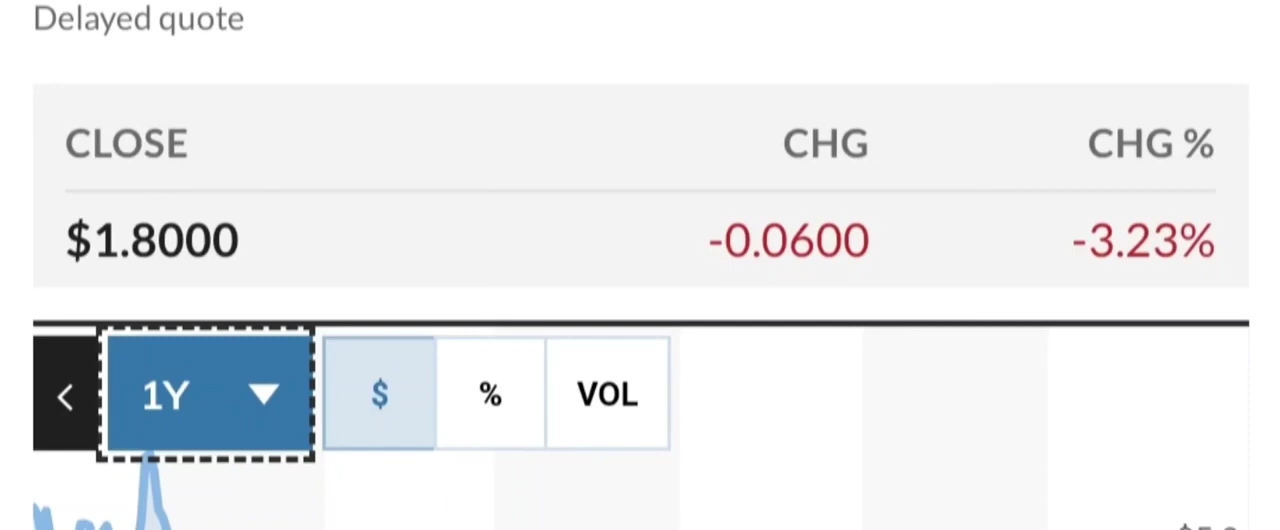 Delayed quote
CLOSE CHG CHG %
$1.8000 -0.0600 -3.23%
1Y $ % VOL